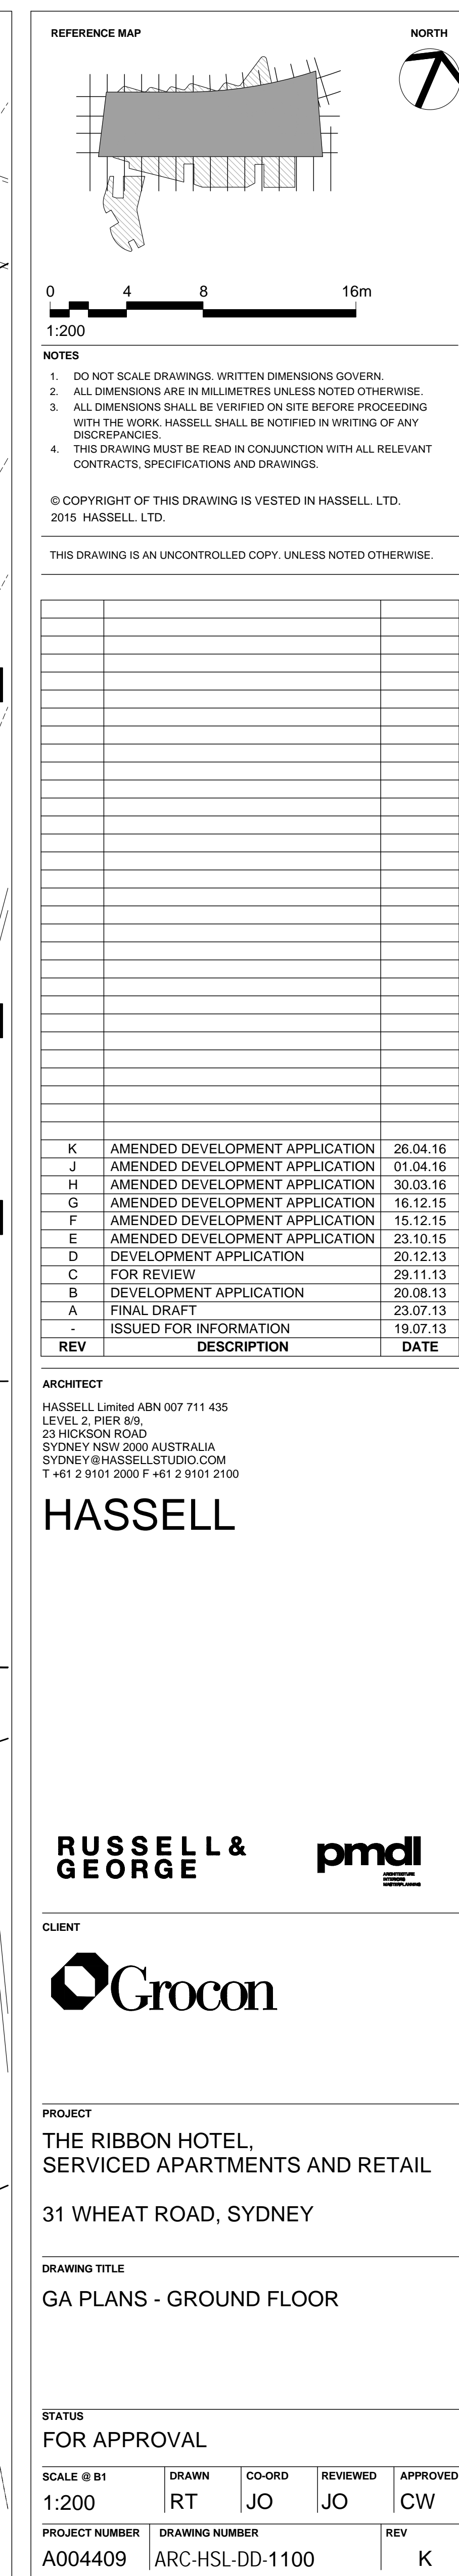 REFERENCE MAP NORTH
0 4 8 16m
1:200
NOTES
1. DO NOT SCALE DRAWINGS. WRITTEN DIMENSIONS GOVERN.
2. ALL DIMENSIONS ARE IN MILLIMETRES UNLESS NOTED OTHERWISE.
3. ALL DIMENSIONS SHALL BE VERIFIED ON SITE BEFORE PROCEEDING
WITH THE WORK. HASSELL SHALL BE NOTIFIED IN WRITING OF ANY
DISCREPANCIES.
4. THIS DRAWING MUST BE READ IN CONJUNCTION WITH ALL RELEVANT
CONTRACTS, SPECIFICATIONS AND DRAWINGS.
© COPYRIGHT OF THIS DRAWING IS VESTED IN HASSELL. LTD.
2015 HASSELL. LTD.
THIS DRAWING IS AN UNCONTROLLED COPY. UNLESS NOTED OTHERWISE.
K AMENDED DEVELOPMENT APPLICATION 26.04.16
J AMENDED DEVELOPMENT APPLICATION 01.04.16
H AMENDED DEVELOPMENT APPLICATION 30.03.16
G AMENDED DEVELOPMENT APPLICATION 16.12.15
F AMENDED DEVELOPMENT APPLICATION 15.12.15
E AMENDED DEVELOPMENT APPLICATION 23.10.15
D DEVELOPMENT APPLICATION 20.12.13
C FOR REVIEW 29.11.13
B DEVELOPMENT APPLICATION 20.08.13
A FINAL DRAFT 23.07.13
- ISSUED FOR INFORMATION 19.07.13
REV DESCRIPTION DATE
ARCHITECT
HASSELL Limited ABN 007 711 435
LEVEL 2, PIER 8/9,
23 HICKSON ROAD
SYDNEY NSW 2000 AUSTRALIA
SYDNEY@HASSELLSTUDIO.COM
T +61 2 9101 2000 F +61 2 9101 2100
HASSELL
RUSSELL &
GEORGE
pmdl
ARCHITECTURE
INTERIORS
MASTERPLANNING
CLIENT
Grocon
PROJECT
THE RIBBON HOTEL,
SERVICED APARTMENTS AND RETAIL
31 WHEAT ROAD, SYDNEY
DRAWING TITLE
GA PLANS - GROUND FLOOR
STATUS
FOR APPROVAL
SCALE @ B1 DRAWN CO-ORD REVIEWED APPROVED
1:200 RT JO JO CW
PROJECT NUMBER DRAWING NUMBER REV
A004409 ARC-HSL-DD-1100 K